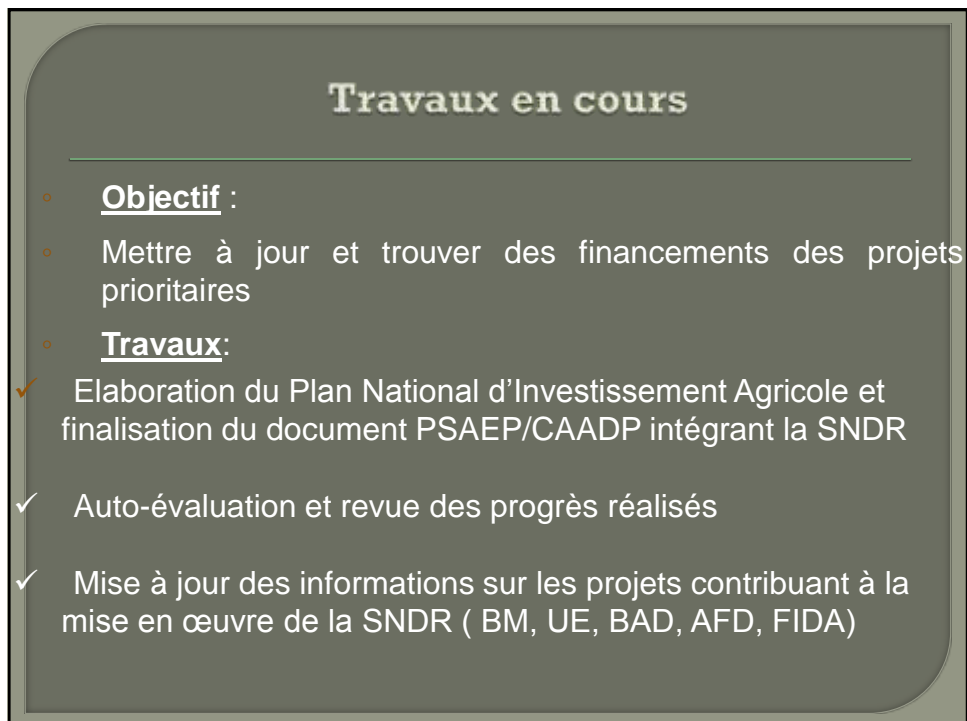 Travaux en cours
◦ Objectif :
◦ Mettre à jour et trouver des financements des projets
prioritaires
◦ Travaux:
✓ Elaboration du Plan National d’Investissement Agricole et
finalisation du document PSAEP/CAADP intégrant la SNDR
✓ Auto-évaluation et revue des progrès réalisés
✓ Mise à jour des informations sur les projets contribuant à la
mise en œuvre de la SNDR ( BM, UE, BAD, AFD, FIDA)